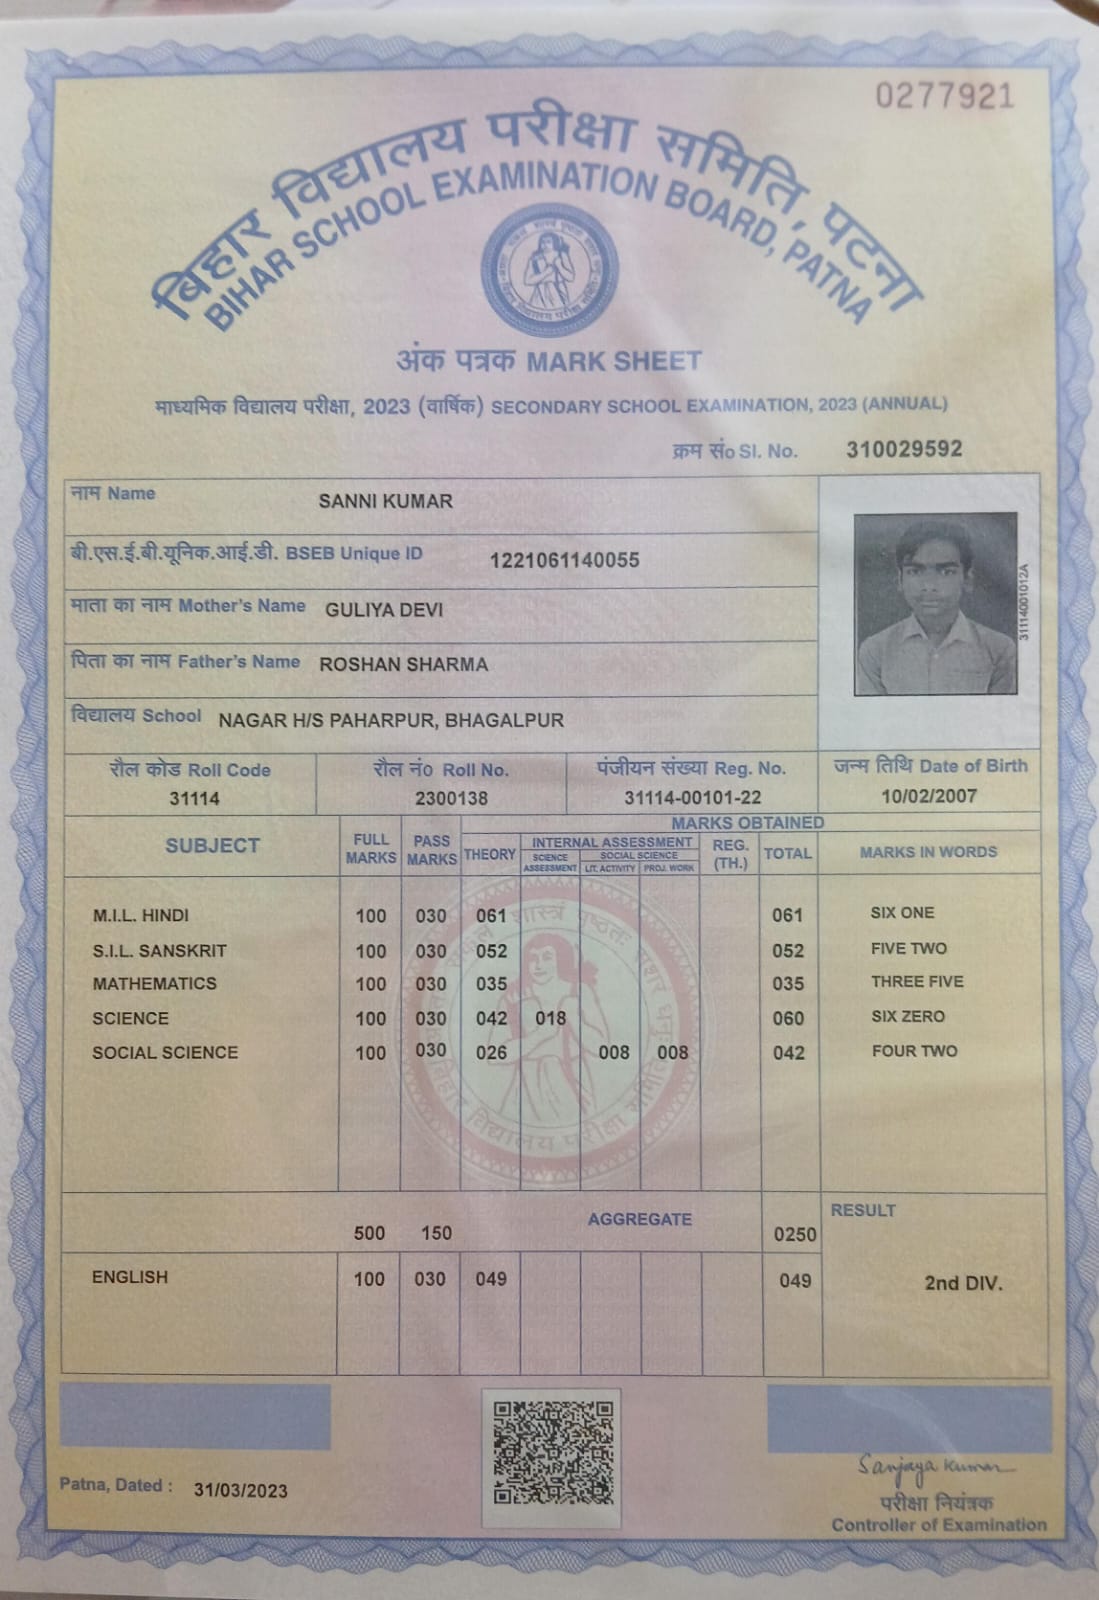 0277921
बिहार विद्यालय परीक्षा समिति, पटना
BIHAR SCHOOL EXAMINATION BOARD, PATNA
अंक पत्रक MARK SHEET
माध्यमिक विद्यालय परीक्षा, 2023 (वार्षिक) SECONDARY SCHOOL EXAMINATION, 2023 (ANNUAL)
क्रम सं० Sl. No. 310029592
नाम Name SANNI KUMAR
बी.एस.ई.बी.यूनिक.आई.डी. BSEB Unique ID 1221061140055
माता का नाम Mother's Name GULIYA DEVI
पिता का नाम Father's Name ROSHAN SHARMA
विद्यालय School NAGAR H/S PAHARPUR, BHAGALPUR
31114001012A
रौल कोड Roll Code रौल नं० Roll No. पंजीयन संख्या Reg. No. जन्म तिथि Date of Birth
31114 2300138 31114-00101-22 10/02/2007
MARKS OBTAINED
SUBJECT FULL MARKS PASS MARKS THEORY INTERNAL ASSESSMENT REG. (TH.) TOTAL MARKS IN WORDS
SCIENCE ASSESSMENT SOCIAL SCIENCE
LIT. ACTIVITY PROJ. WORK
M.I.L. HINDI 100 030 061 061 SIX ONE
S.I.L. SANSKRIT 100 030 052 052 FIVE TWO
MATHEMATICS 100 030 035 035 THREE FIVE
SCIENCE 100 030 042 018 060 SIX ZERO
SOCIAL SCIENCE 100 030 026 008 008 042 FOUR TWO
बिहार विद्यालय परीक्षा समिति
500 150 AGGREGATE 0250 RESULT
ENGLISH 100 030 049 049 2nd DIV.
Patna, Dated : 31/03/2023
Sanjaya Kumar
परीक्षा नियंत्रक
Controller of Examination